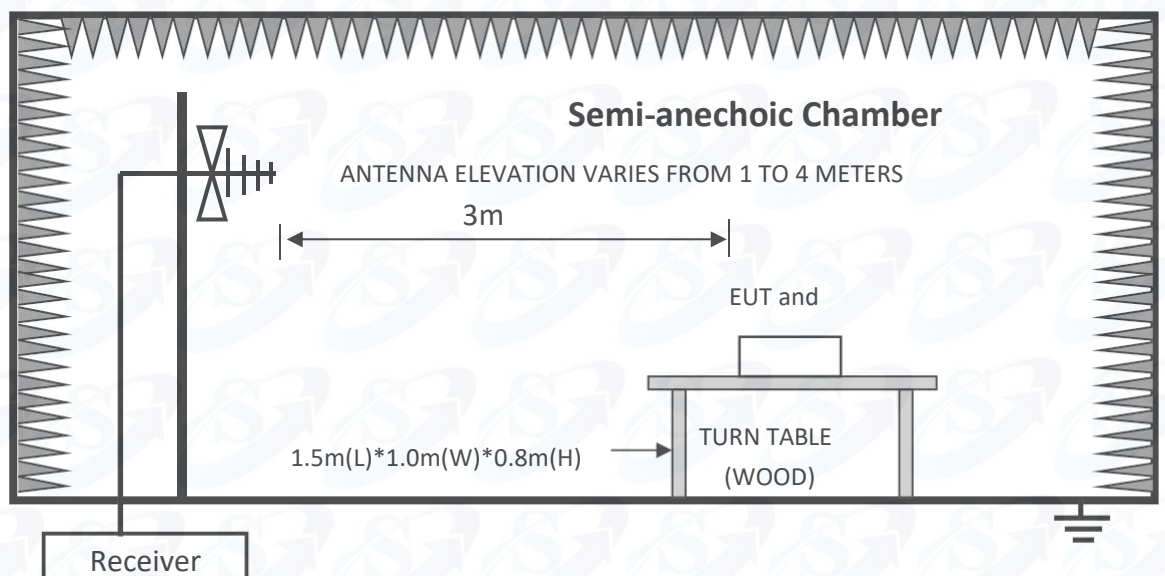 Semi-anechoic Chamber
ANTENNA ELEVATION VARIES FROM 1 TO 4 METERS
3m
EUT and
1.5m(L)*1.0m(W)*0.8m(H)
TURN TABLE
(WOOD)
Receiver